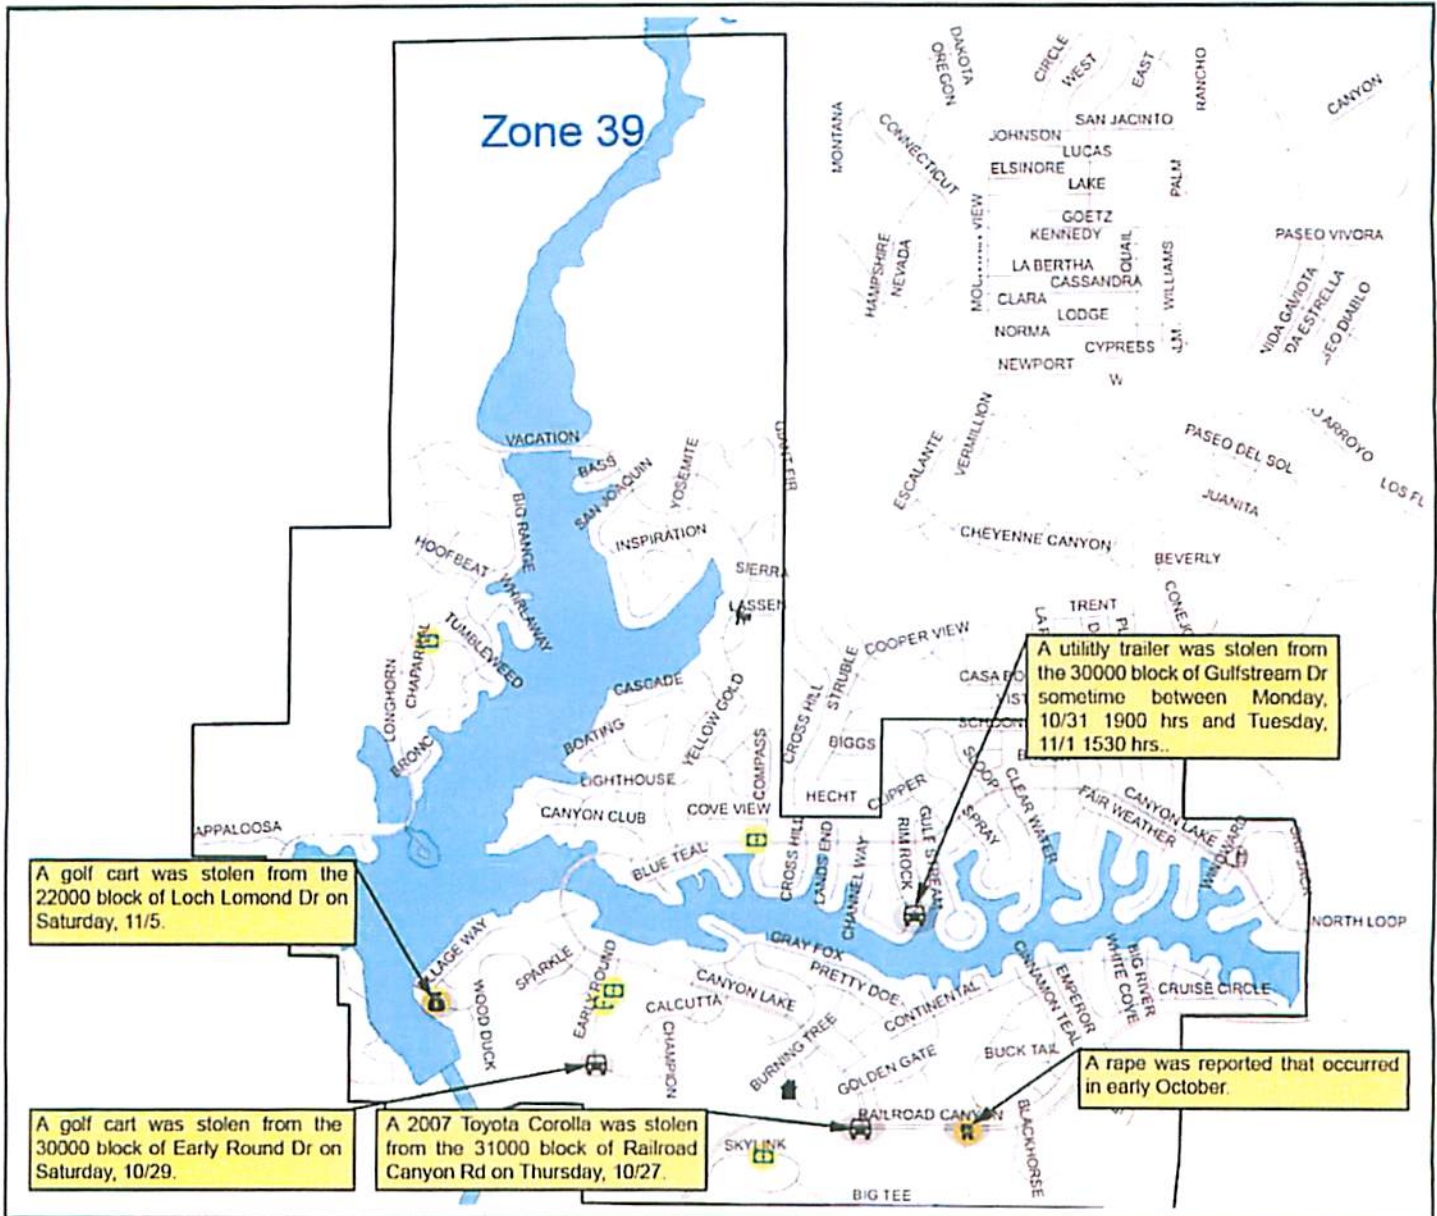 DAKOTA
OREGON
CIRCLE
WEST
EAST
RANCHO
CANYON
Zone 39
MONTANA
CONNECTICUT
SAN JACINTO
JOHNSON
LUCAS
ELSINORE
LAKE
PALM
VIEW
GOETZ
KENNEDY
QUAIL
HAMPSHIRE
NEVADA
LA BERTHA
CASSANDRA
WILLIAMS
CLARA
LODGE
NORMA
CYPRESS
NEWPORT
W
PASEO VIVORA
VERMILLION
ESCALANTE
PASEO DEL SOL
ARROYO
LOS FL
JUANITA
VACATION
BASS
SAN JOAQUIN
YOSEMITE
BIG RANGE
INSPIRATION
HOOFBEAT
WHIRLAWAY
SIERRA
LASSEN
CHEYENNE CANYON
BEVERLY
TRENT
COOPER VIEW
STRUBLE
TUMBLEWEED
LONGHORN
CASCADE
YELLOW GOLD
CROSS HILL
BOATING
COMPASS
BIGGS
LIGHTHOUSE
HECHT
CLIPPER
CANYON CLUB
COVE VIEW
SLOOP
CLEAR WATER
SPRAY
FAIR WEATHER
CANYON LAKE
WINDWARD
A utilitly trailer was stolen from
the 30000 block of Gulfstream Dr
sometime between Monday,
10/31 1900 hrs and Tuesday,
11/1 1530 hrs..
APPALOOSA
BLUE TEAL
LANDS END
CHANNEL WAY
RIM ROCK
GULF STREAM
NORTH LOOP
A golf cart was stolen from the
22000 block of Loch Lomond Dr on
Saturday, 11/5.
SPARKLE
WOOD DUCK
EARLY ROUND
GRAY FOX
PRETTY DOE
CANYON LAKE
CALCUTTA
CHAMPION
CONTINENTAL
CINNAMON TEAL
EMPEROR
WHITE COVE
BIG RIVER
CRUISE CIRCLE
BURNING TREE
GOLDEN GATE
BUCK TAIL
A rape was reported that occurred
in early October.
A golf cart was stolen from the
30000 block of Early Round Dr on
Saturday, 10/29.
A 2007 Toyota Corolla was stolen
from the 31000 block of Railroad
Canyon Rd on Thursday, 10/27.
RAILROAD CANYON
BLACKHORSE
SKYLINK
BIG TEE